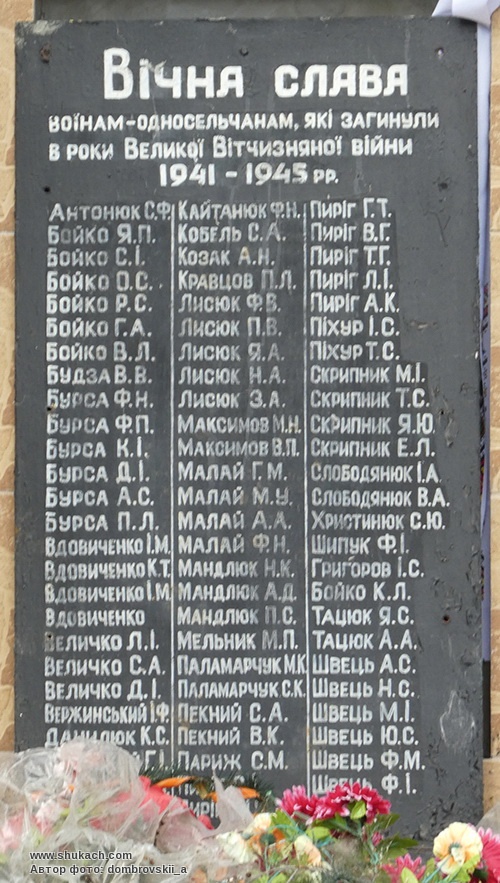 Вічна слава
воїнам-односельчанам, які загинули
в роки Великої Вітчизняної війни
1941 – 1945 рр.
Антонюк С.Ф.
Бойко Я.П.
Бойко С.І.
Бойко О.С.
Бойко Р.С.
Бойко Г.А.
Бойко В.Л.
Будза В.В.
Бурса Ф.Н.
Бурса Ф.П.
Бурса К.І.
Бурса Д.І.
Бурса А.С.
Бурса П.Л.
Вдовиченко І.М.
Вдовиченко К.Т.
Вдовиченко І.М.
Вдовиченко
Величко Л.І.
Величко С.А.
Величко Д.І.
Вержинський І.Ф.
Данилюк К.С.
Г.І.
Кайтанюк Ф.Н.
Кобель С.А.
Козак А.Н.
Кравцов П.Л.
Лисюк Ф.В.
Лисюк П.В.
Лисюк Я.А.
Лисюк Н.А.
Лисюк З.А.
Максимов М.Н.
Максимов В.П.
Малай Г.М.
Малай М.У.
Малай А.А.
Малай Ф.Н.
Мандлюк Н.К.
Мандлюк А.Д.
Мандлюк П.С.
Мельник М.П.
Паламарчук М.К.
Паламарчук С.К.
Пекний С.А.
Пекний В.К.
Париж С.М.
Пиріг Г.Т.
Пиріг В.Г.
Пиріг Т.Г.
Пиріг Л.І.
Пиріг А.К.
Піхур І.С.
Піхур Т.С.
Скрипник М.І.
Скрипник Т.С.
Скрипник Я.Ю.
Скрипник Е.Л.
Слободянюк І.А.
Слободянюк В.А.
Христинюк С.Ю.
Шипук Ф.І.
Григоров І.С.
Бойко К.Л.
Тацюк Я.С.
Тацюк А.А.
Швець А.С.
Швець Н.С.
Швець М.І.
Швець Ю.С.
Швець Ф.М.
Швець Ф.І.
www.shukach.com
Автор фото: dombrovskii_a